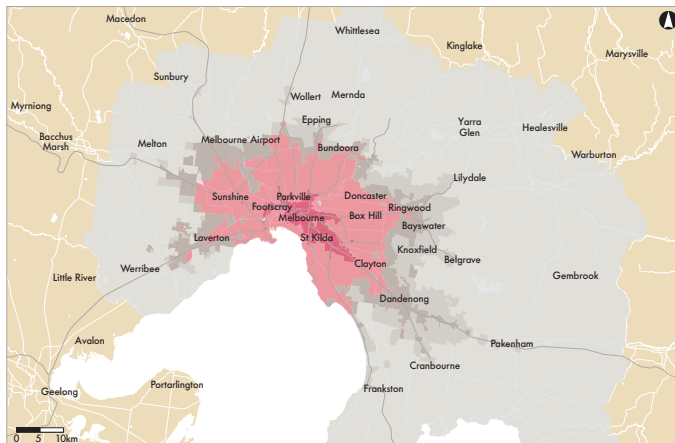 Macedon
Whittlesea
Kinglake
Marysville
Sunbury
Wollert
Mernda
Myrniong
Epping
Yarra
Glen
Healesville
Bacchus
Marsh
Melton
Melbourne Airport
Bundoora
Warburton
Lilydale
Sunshine
Parkville
Doncaster
Footscray
Ringwood
Melbourne
Box Hill
Bayswater
Laverton
St Kilda
Knoxfield
Belgrave
Werribee
Clayton
Little River
Gembrook
Dandenong
Avalon
Pakenham
Cranbourne
Portarlington
Frankston
Geelong
0 5 10km